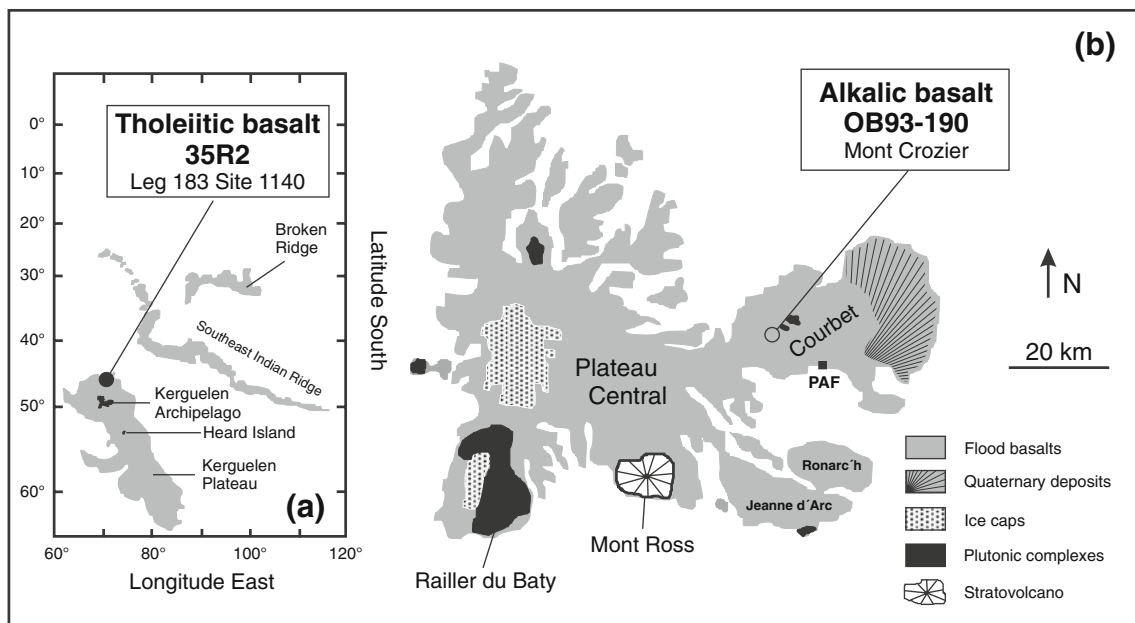 (a)
Tholeiitic basalt
35R2
Leg 183 Site 1140
0°
10°
20°
30°
40°
50°
60°
Broken
Ridge
Southeast Indian Ridge
Kerguelen
Archipelago
Heard Island
Kerguelen
Plateau
60°
80°
100°
120°
Longitude East
Latitude South
(b)
Alkalic basalt
OB93-190
Mont Crozier
N
20 km
Courbet
PAF
Plateau
Central
Ronarc´h
Jeanne d´Arc
Mont Ross
Railler du Baty
Flood basalts
Quaternary deposits
Ice caps
Plutonic complexes
Stratovolcano